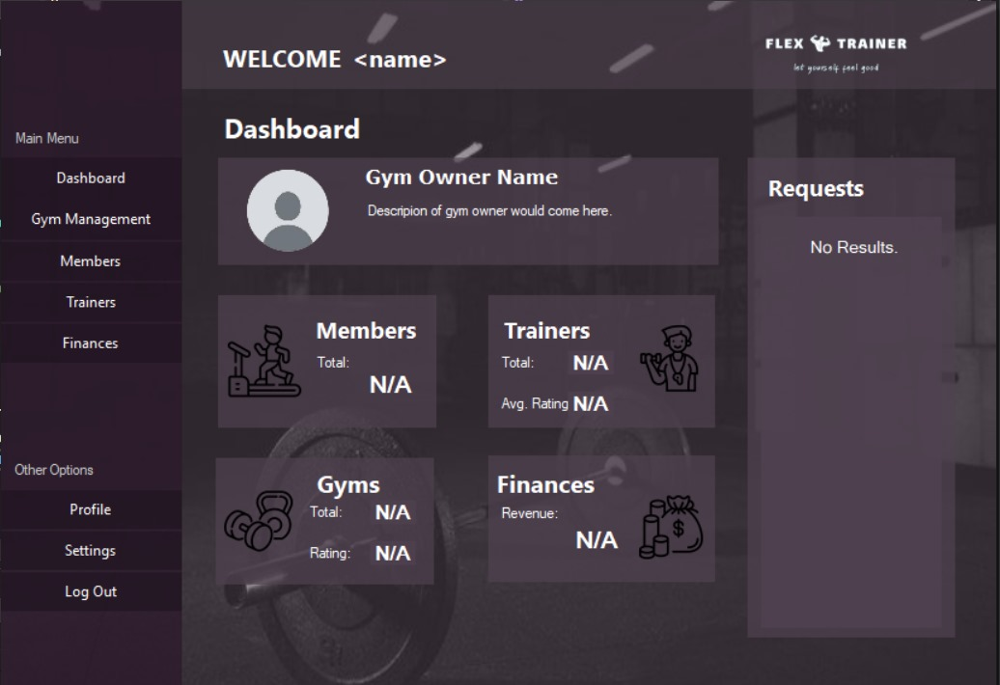 WELCOME <name>
FLEX TRAINER
let yourself feel good
Main Menu
Dashboard
Gym Management
Members
Trainers
Finances
Other Options
Profile
Settings
Log Out
Dashboard
Gym Owner Name
Descripion of gym owner would come here.
Members
Total:
N/A
Trainers
Total: N/A
Avg. Rating N/A
Gyms
Total: N/A
Rating: N/A
Finances
Revenue:
N/A
$
Requests
No Results.